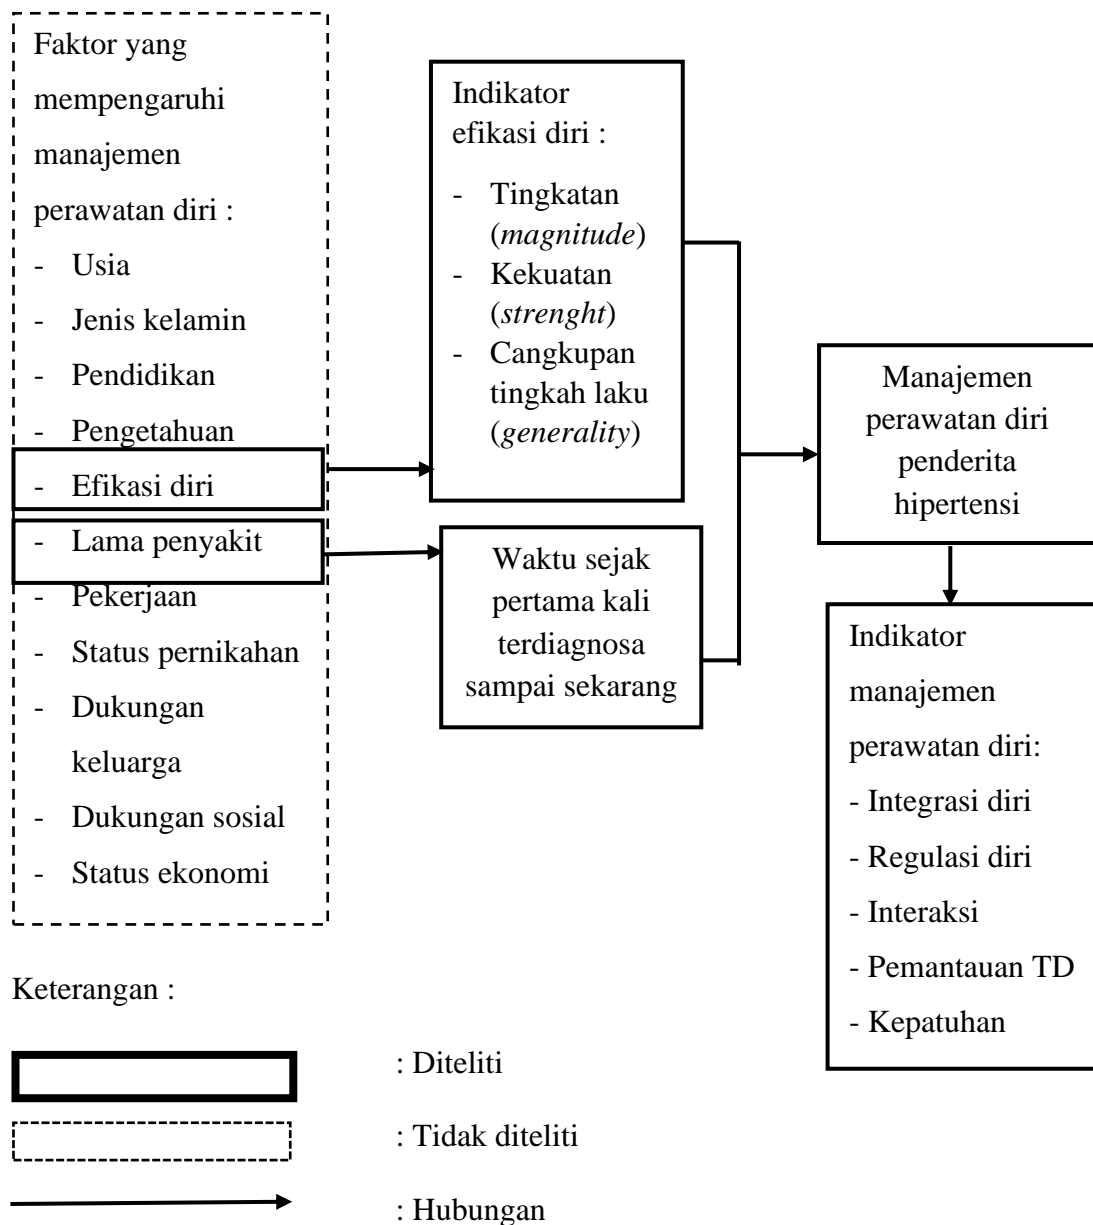 Faktor yang
mempengaruhi
manajemen
perawatan diri :
- Usia
- Jenis kelamin
- Pendidikan
- Pengetahuan
- Efikasi diri
- Lama penyakit
- Pekerjaan
- Status pernikahan
- Dukungan
keluarga
- Dukungan sosial
- Status ekonomi
Indikator
efikasi diri :
- Tingkatan
(magnitude)
- Kekuatan
(strenght)
- Cangkupan
tingkah laku
(generality)
Waktu sejak
pertama kali
terdiagnosa
sampai sekarang
Manajemen
perawatan diri
penderita
hipertensi
Indikator
manajemen
perawatan diri:
- Integrasi diri
- Regulasi diri
- Interaksi
- Pemantauan TD
- Kepatuhan
Keterangan :
: Diteliti
: Tidak diteliti
: Hubungan